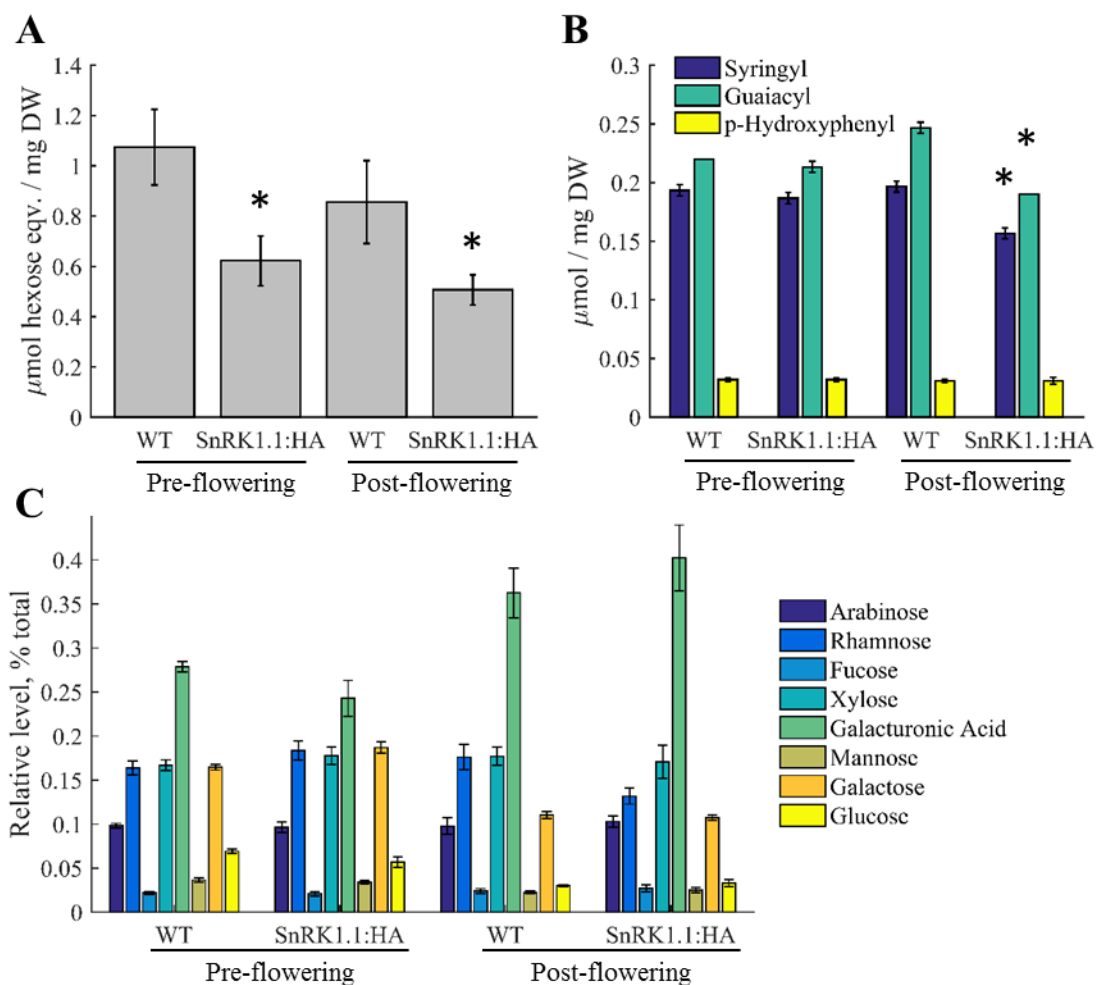 A
1.4
1.2
1
0.8
0.6
0.4
0.2
0
μmol hexose eqv. / mg DW
*
*
WT SnRK1.1:HA WT SnRK1.1:HA
Pre-flowering Post-flowering
B
0.3
0.25
0.2
0.15
0.1
0.05
0
μmol / mg DW
Syringyl
Guaiacyl
p-Hydroxyphenyl
*
*
WT SnRK1.1:HA WT SnRK1.1:HA
Pre-flowering Post-flowering
C
0.4
0.35
0.3
0.25
0.2
0.15
0.1
0.05
0
Relative level, % total
WT SnRK1.1:HA WT SnRK1.1:HA
Pre-flowering Post-flowering
Arabinose
Rhamnose
Fucose
Xylose
Galacturonic Acid
Mannose
Galactose
Glucose